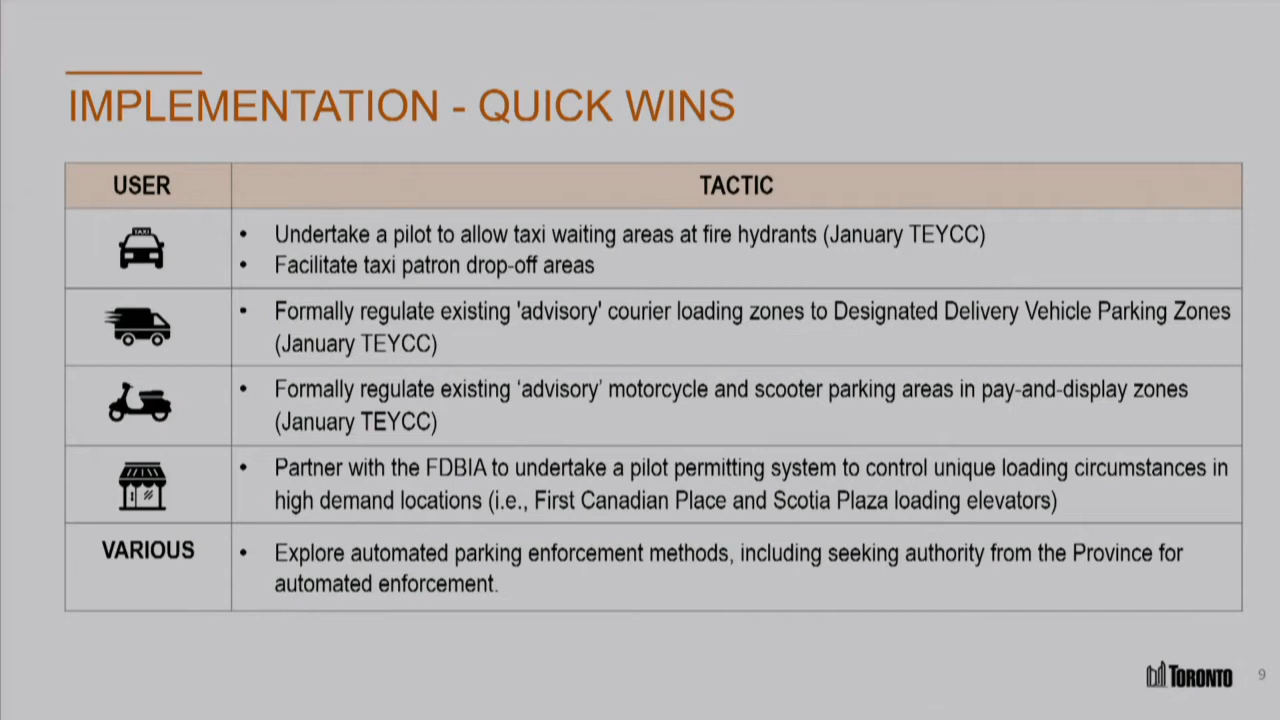 IMPLEMENTATION - QUICK WINS
USER
TACTIC
TAXI
• Undertake a pilot to allow taxi waiting areas at fire hydrants (January TEYCC)
• Facilitate taxi patron drop-off areas
• Formally regulate existing 'advisory' courier loading zones to Designated Delivery Vehicle Parking Zones
(January TEYCC)
• Formally regulate existing ‘advisory’ motorcycle and scooter parking areas in pay-and-display zones
(January TEYCC)
• Partner with the FDBIA to undertake a pilot permitting system to control unique loading circumstances in
high demand locations (i.e., First Canadian Place and Scotia Plaza loading elevators)
VARIOUS
• Explore automated parking enforcement methods, including seeking authority from the Province for
automated enforcement.
TORONTO
9